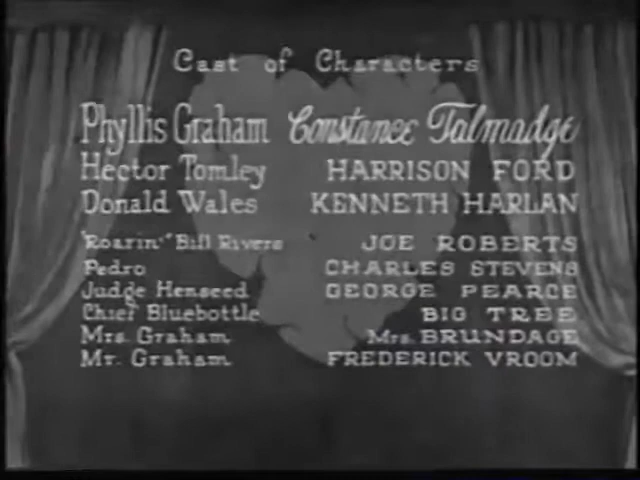 Cast of Characters
Phyllis Graham Constance Talmadge
Hector Tomley HARRISON FORD
Donald Wales KENNETH HARLAN
"Roarin'" Bill Rivers JOE ROBERTS
Pedro CHARLES STEVENS
Judge Henseed GEORGE PEARCE
Chief Bluebottle BIG TREE
Mrs. Graham Mrs. BRUNDAGE
Mr. Graham FREDERICK VROOM